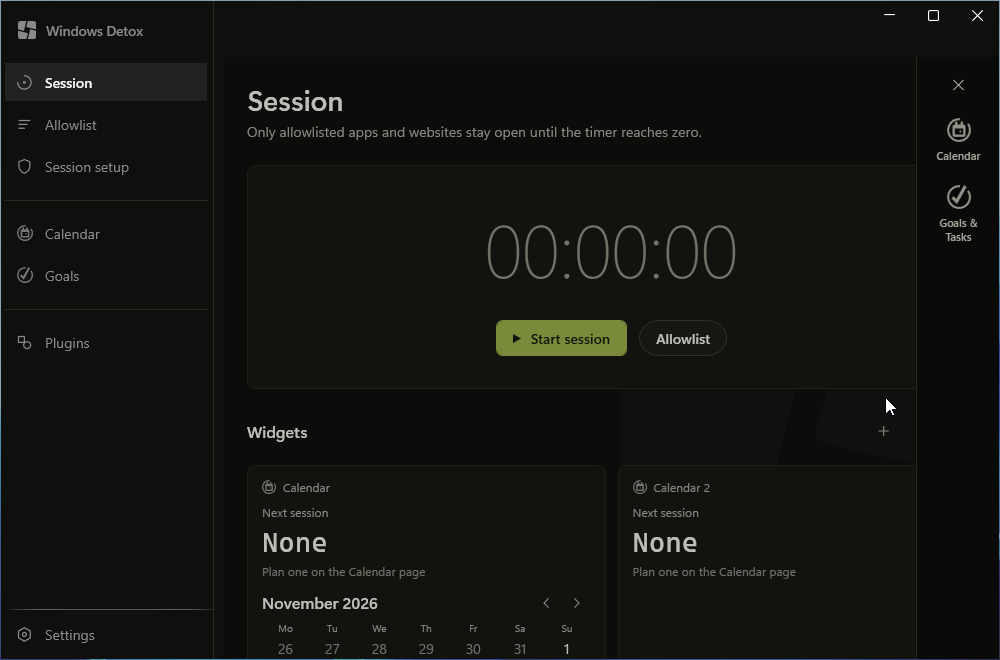 Windows Detox
Session
Allowlist
Session setup
Calendar
Goals
Plugins
Settings
Session
Only allowlisted apps and websites stay open until the timer reaches zero.
00:00:00
Start session
Allowlist
Widgets
Calendar
Next session
None
Plan one on the Calendar page
November 2026
Mo Tu We Th Fr Sa Su
26 27 28 29 30 31 1
Calendar 2
Next session
None
Plan one on the Calendar page
Calendar
Goals &
Tasks